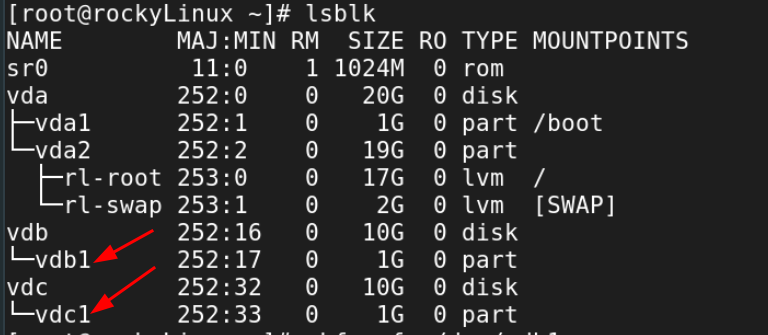 [root@rockyLinux ~]# lsblk
NAME        MAJ:MIN RM  SIZE RO TYPE MOUNTPOINTS
sr0          11:0    1 1024M  0 rom
vda         252:0    0   20G  0 disk
├─vda1      252:1    0    1G  0 part /boot
└─vda2      252:2    0   19G  0 part
  ├─rl-root 253:0    0   17G  0 lvm  /
  └─rl-swap 253:1    0    2G  0 lvm  [SWAP]
vdb         252:16   0   10G  0 disk
└─vdb1      252:17   0    1G  0 part
vdc         252:32   0   10G  0 disk
└─vdc1      252:33   0    1G  0 part